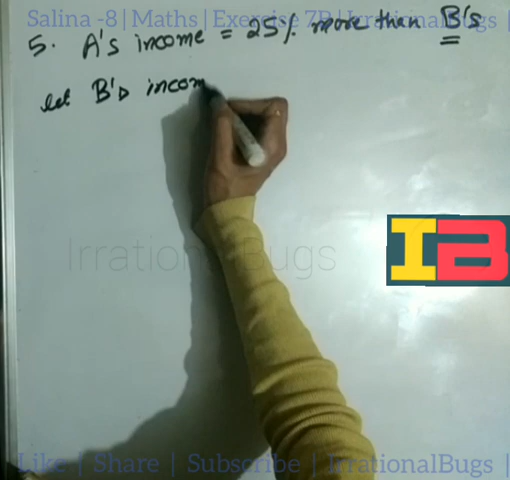 Salina -8 | Maths | Exercise 7B | IrrationalBugs |
5. A's income = 25% more than B's
let B's incom
IrrationalBugs
IB
Like | Share | Subscribe | IrrationalBugs |